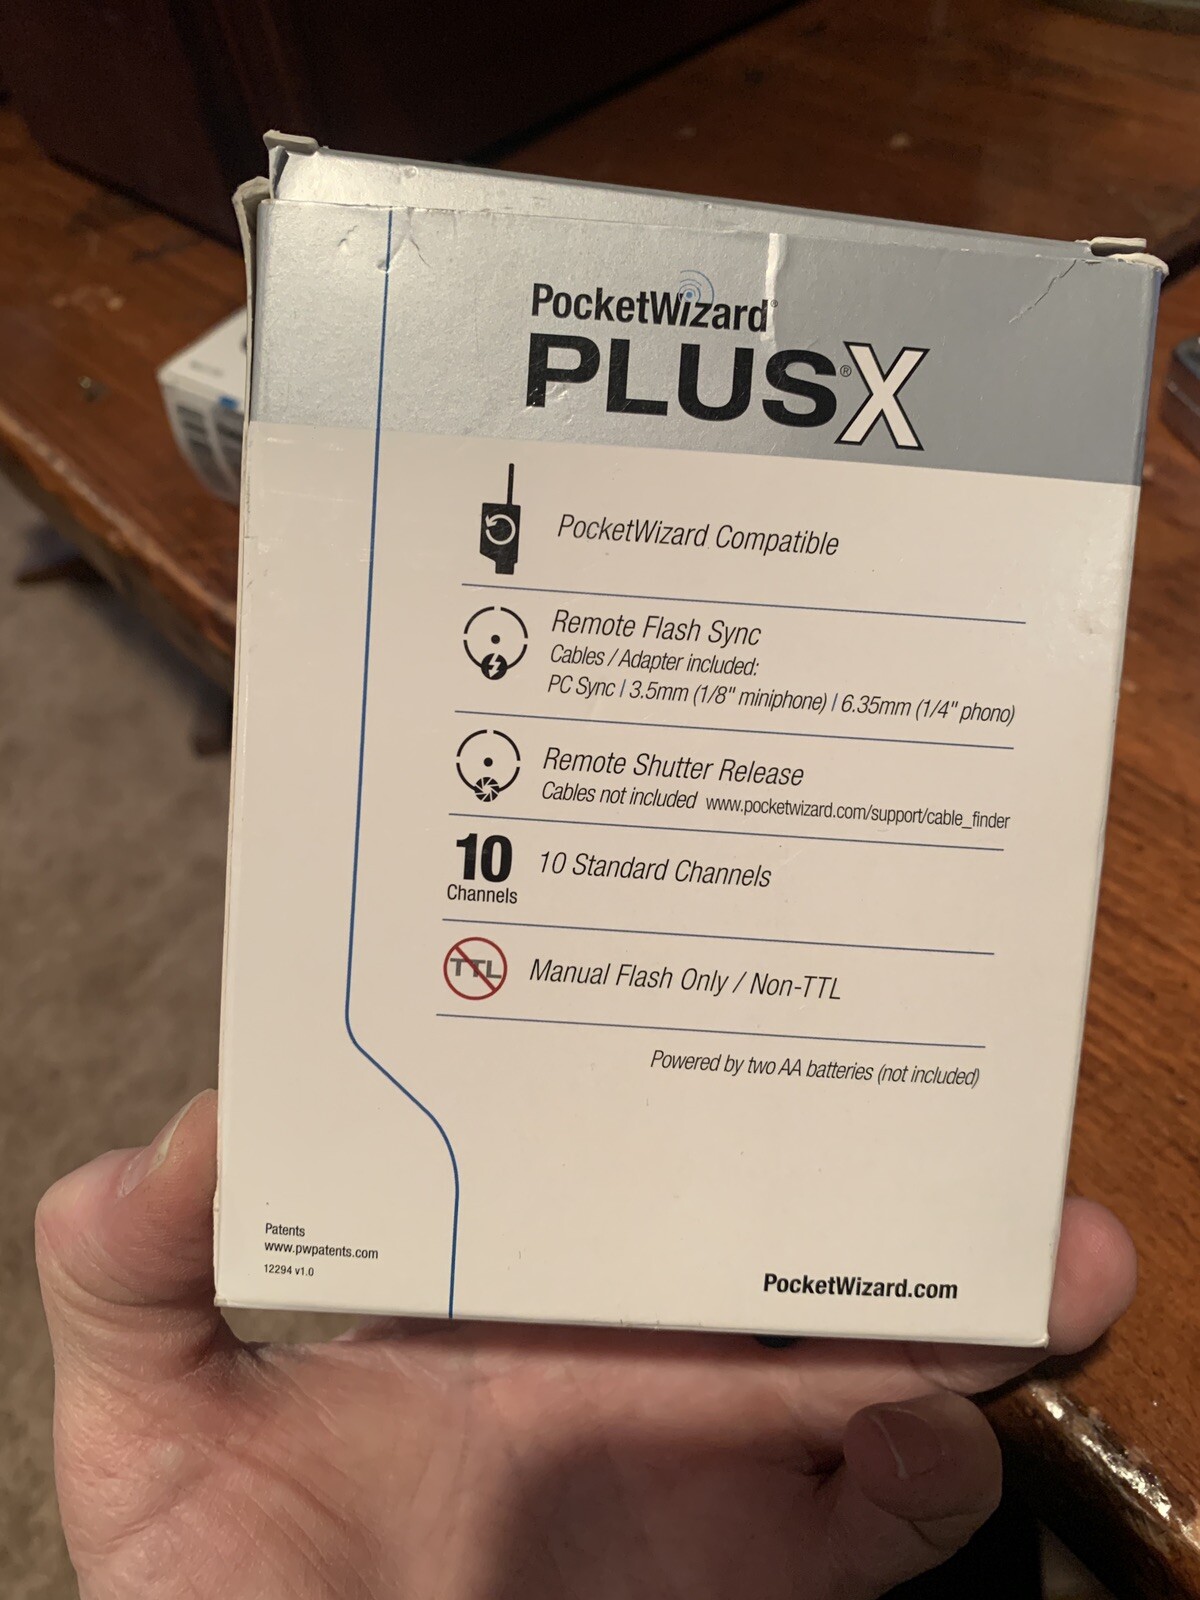 PocketWizard®
PLUS®X
PocketWizard Compatible
Remote Flash Sync
Cables / Adapter included:
PC Sync | 3.5mm (1/8" miniphone) | 6.35mm (1/4" phono)
Remote Shutter Release
Cables not included www.pocketwizard.com/support/cable_finder
10
Channels
10 Standard Channels
TTL
Manual Flash Only / Non-TTL
Powered by two AA batteries (not included)
Patents
www.pwpatents.com
12294 v1.0
PocketWizard.com